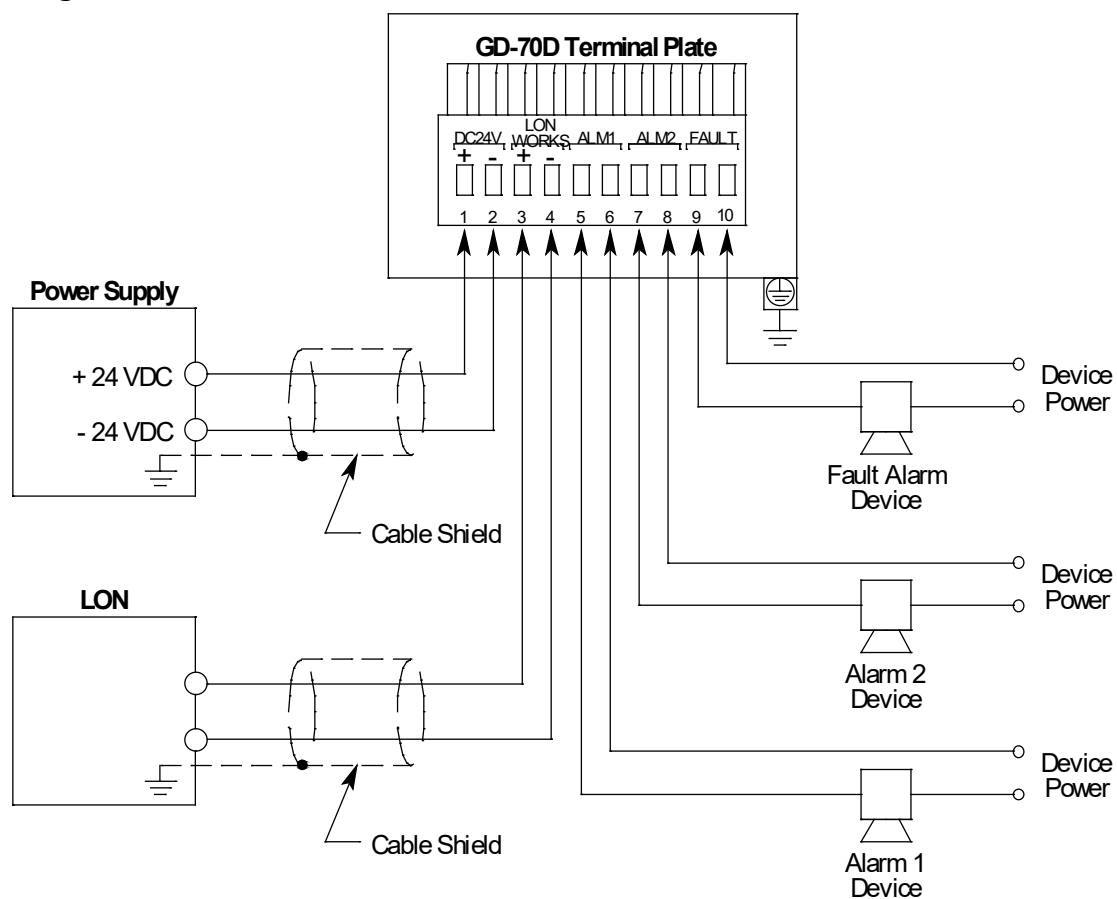 GD-70D Terminal Plate
LON
DC24V WORKS ALM1 ALM2 FAULT
+ - + -
1 2 3 4 5 6 7 8 9 10
Power Supply
+ 24 VDC
- 24 VDC
Cable Shield
Device
Power
Fault Alarm
Device
LON
Device
Power
Alarm 2
Device
Cable Shield
Device
Power
Alarm 1
Device